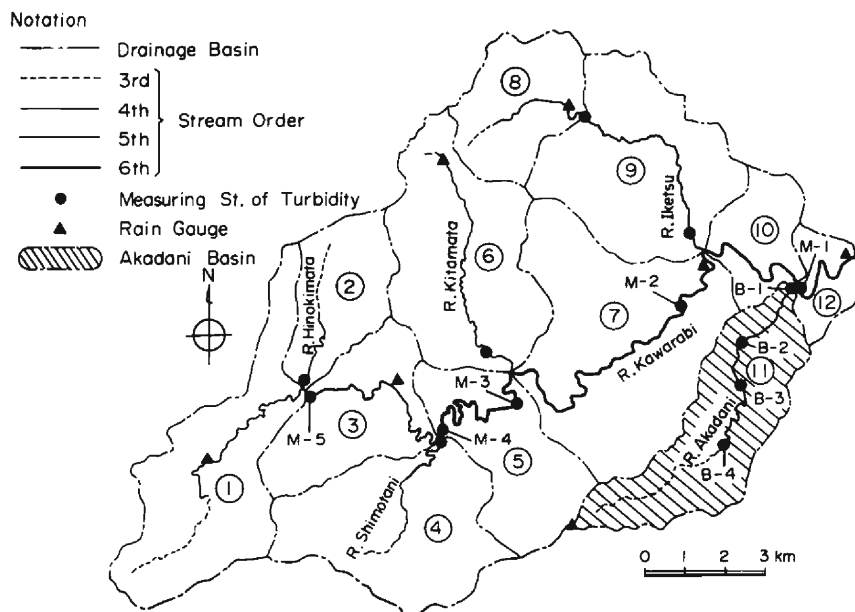 Notation
Drainage Basin
3rd
4th
5th
6th
Stream Order
Measuring St. of Turbidity
Rain Gauge
Akadani Basin
N
8
9
R. Iketsu
10
M-1
6
R. Kitamata
2
R. Hinokimata
M-2
B-1
12
7
R. Kawarabi
B-2
11
B-3
M-3
R. Akadani
3
M-5
M-4
5
B-4
1
R. Shimotani
4
0 1 2 3 km